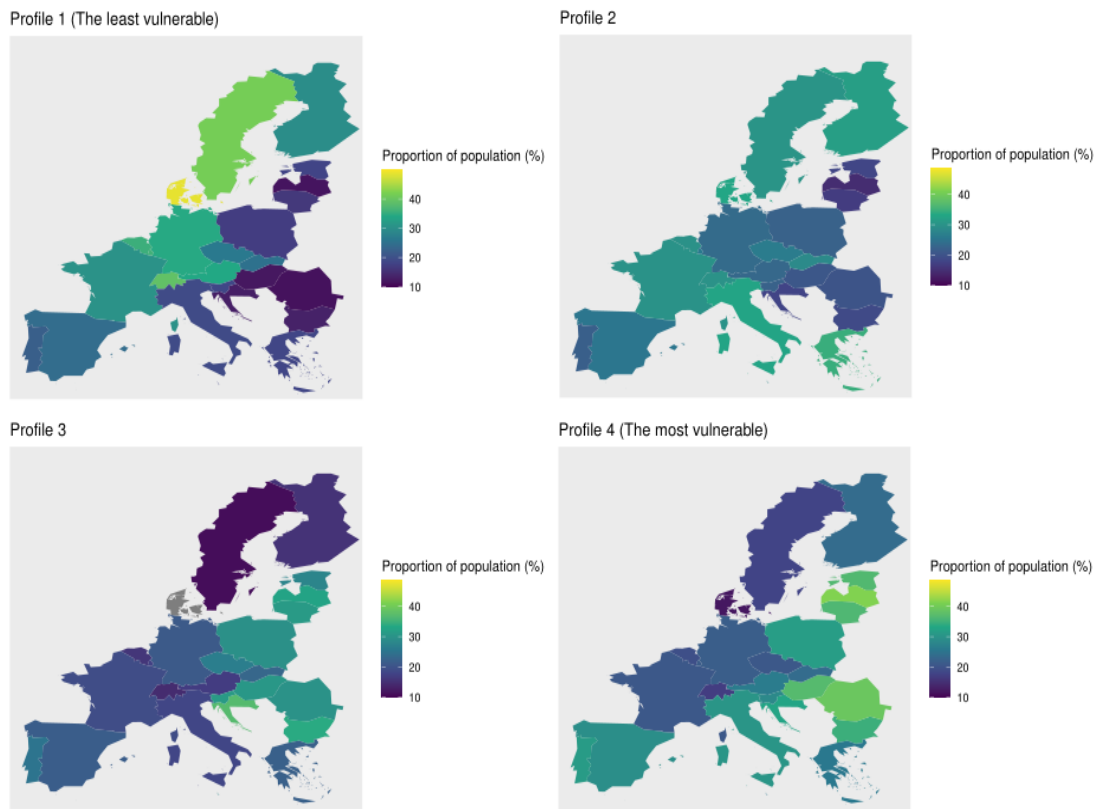 Profile 1 (The least vulnerable)
Proportion of population (%)
40
30
20
10
Profile 2
Proportion of population (%)
40
30
20
10
Profile 3
Proportion of population (%)
40
30
20
10
Profile 4 (The most vulnerable)
Proportion of population (%)
40
30
20
10